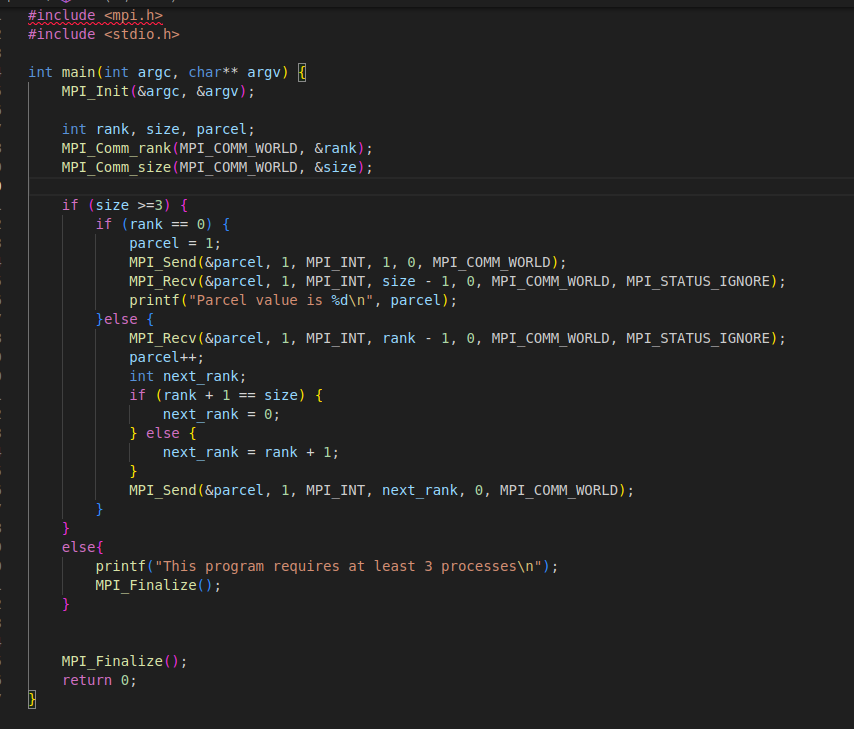 #include <mpi.h>
#include <stdio.h>

int main(int argc, char** argv) {
    MPI_Init(&argc, &argv);

    int rank, size, parcel;
    MPI_Comm_rank(MPI_COMM_WORLD, &rank);
    MPI_Comm_size(MPI_COMM_WORLD, &size);

    if (size >=3) {
        if (rank == 0) {
            parcel = 1;
            MPI_Send(&parcel, 1, MPI_INT, 1, 0, MPI_COMM_WORLD);
            MPI_Recv(&parcel, 1, MPI_INT, size - 1, 0, MPI_COMM_WORLD, MPI_STATUS_IGNORE);
            printf("Parcel value is %d\n", parcel);
        }else {
            MPI_Recv(&parcel, 1, MPI_INT, rank - 1, 0, MPI_COMM_WORLD, MPI_STATUS_IGNORE);
            parcel++;
            int next_rank;
            if (rank + 1 == size) {
                next_rank = 0;
            } else {
                next_rank = rank + 1;
            }
            MPI_Send(&parcel, 1, MPI_INT, next_rank, 0, MPI_COMM_WORLD);
        }
    }
    else{
        printf("This program requires at least 3 processes\n");
        MPI_Finalize();
    }


    MPI_Finalize();
    return 0;
}